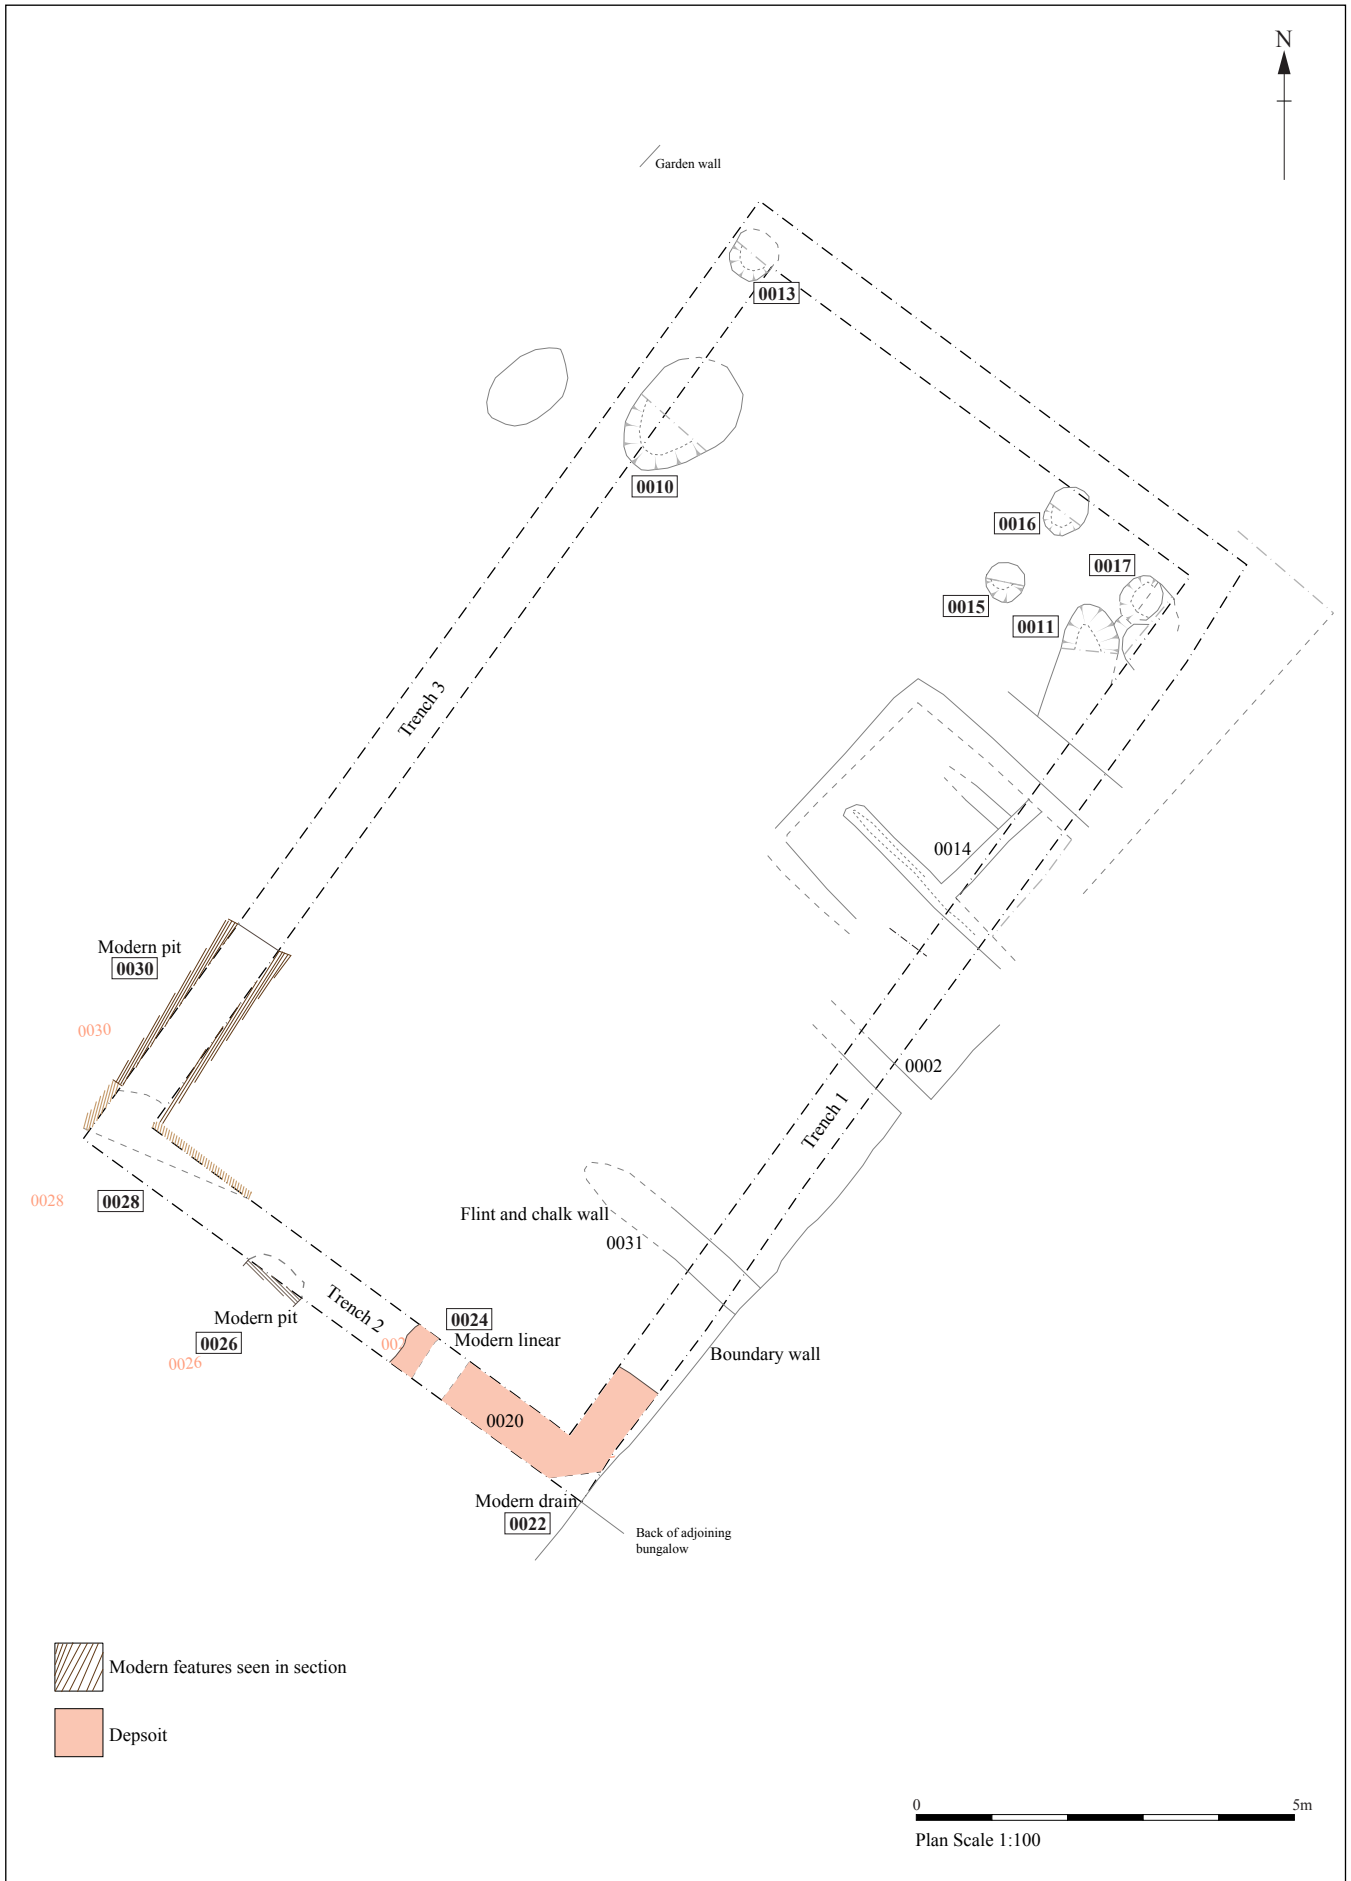 N
Garden wall
0013
0010
0016
0017
0015
0011
Trench 3
0014
Modern pit
0030
0030
0002
Trench 1
0028
0028
Flint and chalk wall
0031
Trench 2
Modern pit
0026
0026
0024
Modern linear
Boundary wall
0020
Modern drain
0022
Back of adjoining
bungalow
Modern features seen in section
Depsoit
0
5m
Plan Scale 1:100